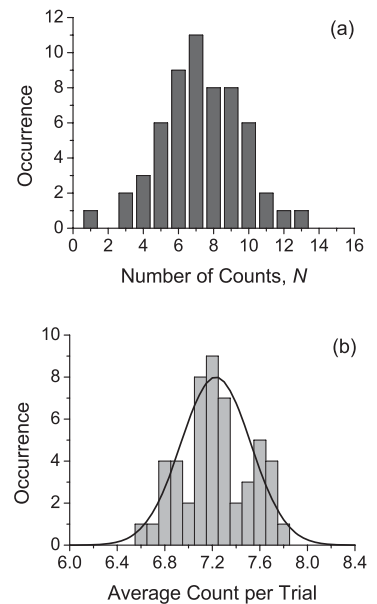 (a)
12
10
8
6
4
2
0
Occurrence
0 2 4 6 8 10 12 14 16
Number of Counts, N
(b)
10
8
6
4
2
0
Occurrence
6.0 6.4 6.8 7.2 7.6 8.0 8.4
Average Count per Trial